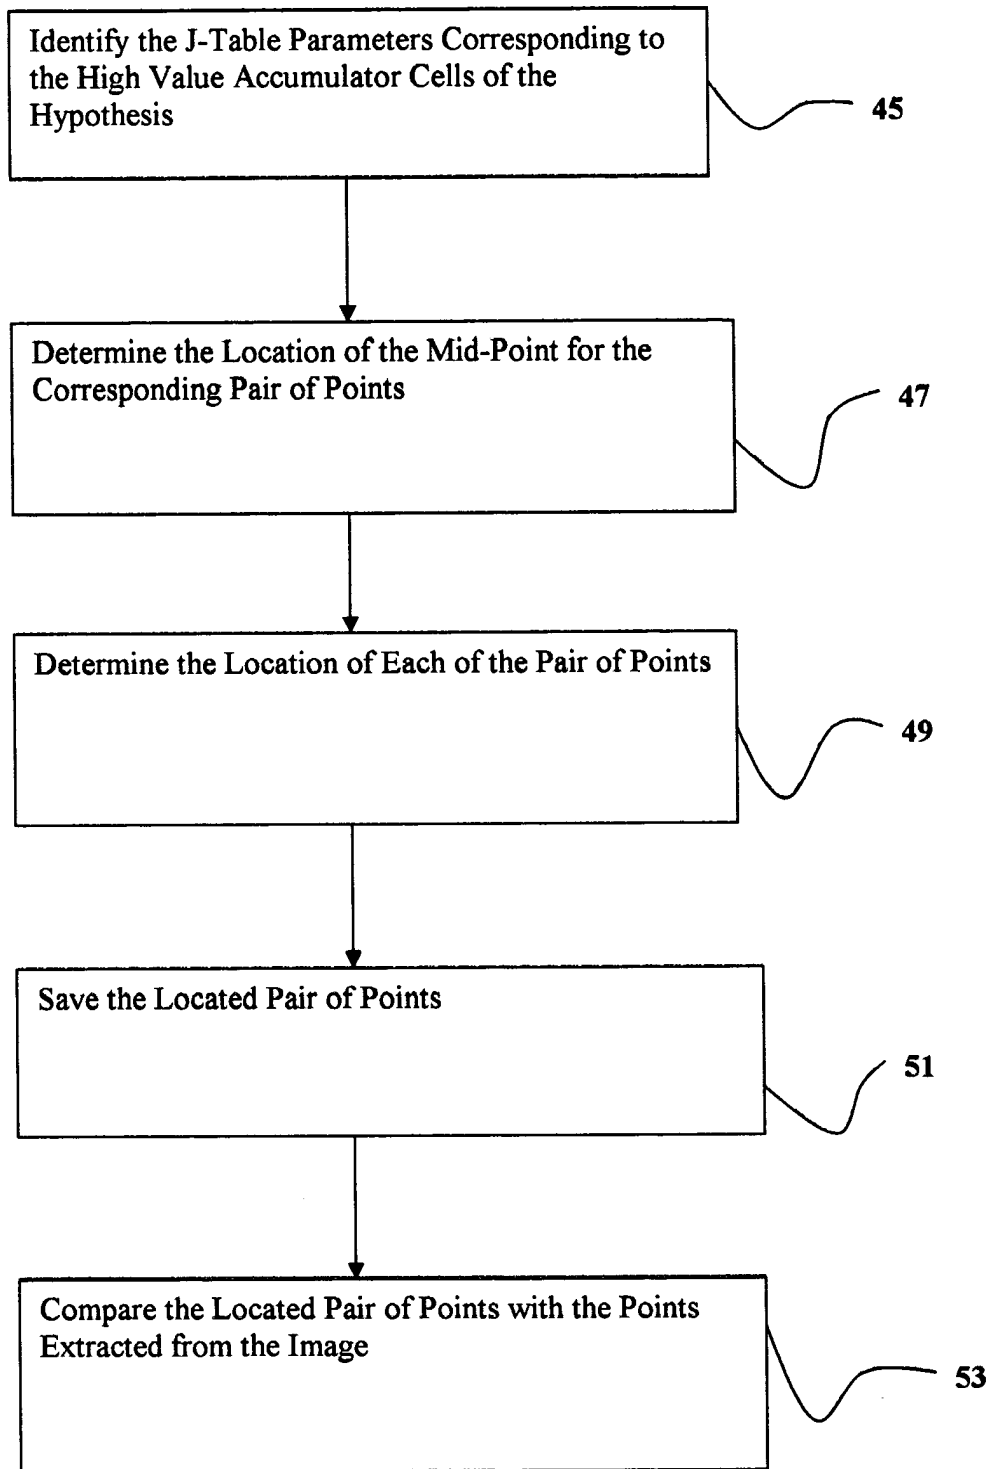 Identify the J-Table Parameters Corresponding to
the High Value Accumulator Cells of the
Hypothesis
45
Determine the Location of the Mid-Point for the
Corresponding Pair of Points
47
Determine the Location of Each of the Pair of Points
49
Save the Located Pair of Points
51
Compare the Located Pair of Points with the Points
Extracted from the Image
53